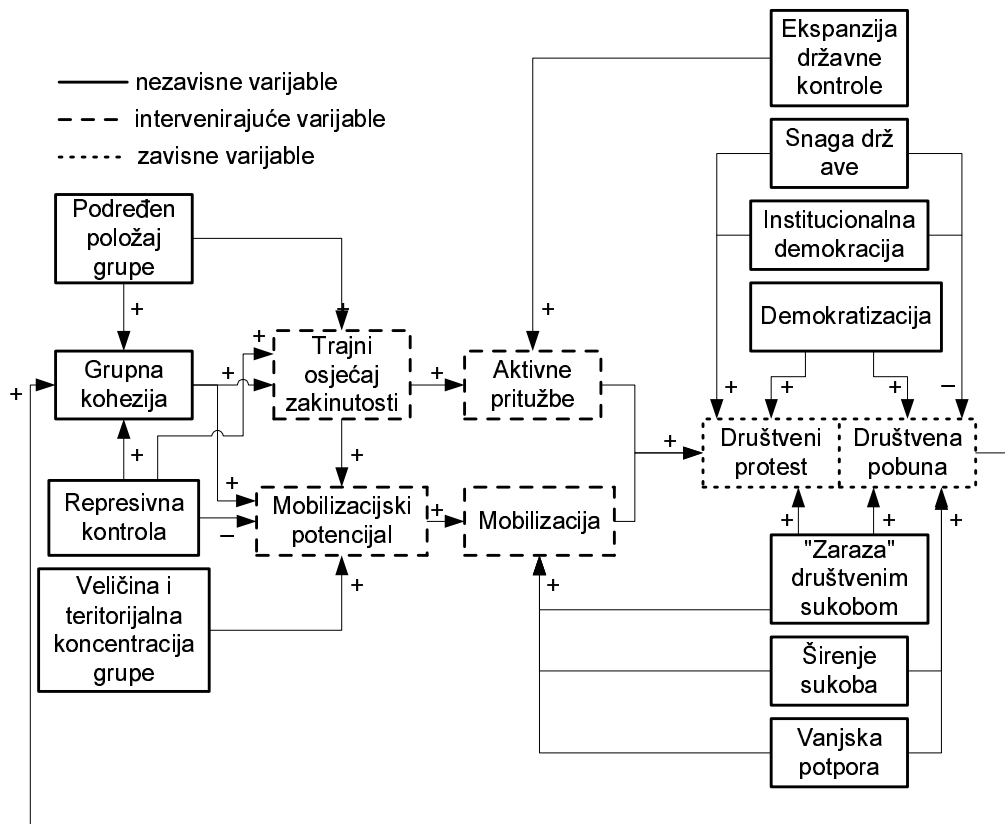 nezavisne varijable
intervenirajuće varijable
zavisne varijable
Ekspanzija
državne
kontrole
Snaga drž
ave
Institucionalna
demokracija
Demokratizacija
Podređen
položaj
grupe
+
+
+
Grupna
kohezija
+
+
+
Trajni
osjećaj
zakinutosti
+
Aktivne
pritužbe
+
+
+
+
–
+
Društveni
protest
Društvena
pobuna
+
+
Represivna
kontrola
+
–
Mobilizacijski
potencijal
+
Mobilizacija
+
+
+
+
+
"Zaraza"
društvenim
sukobom
Veličina i
teritorijalna
koncentracija
grupe
Širenje
sukoba
Vanjska
potpora